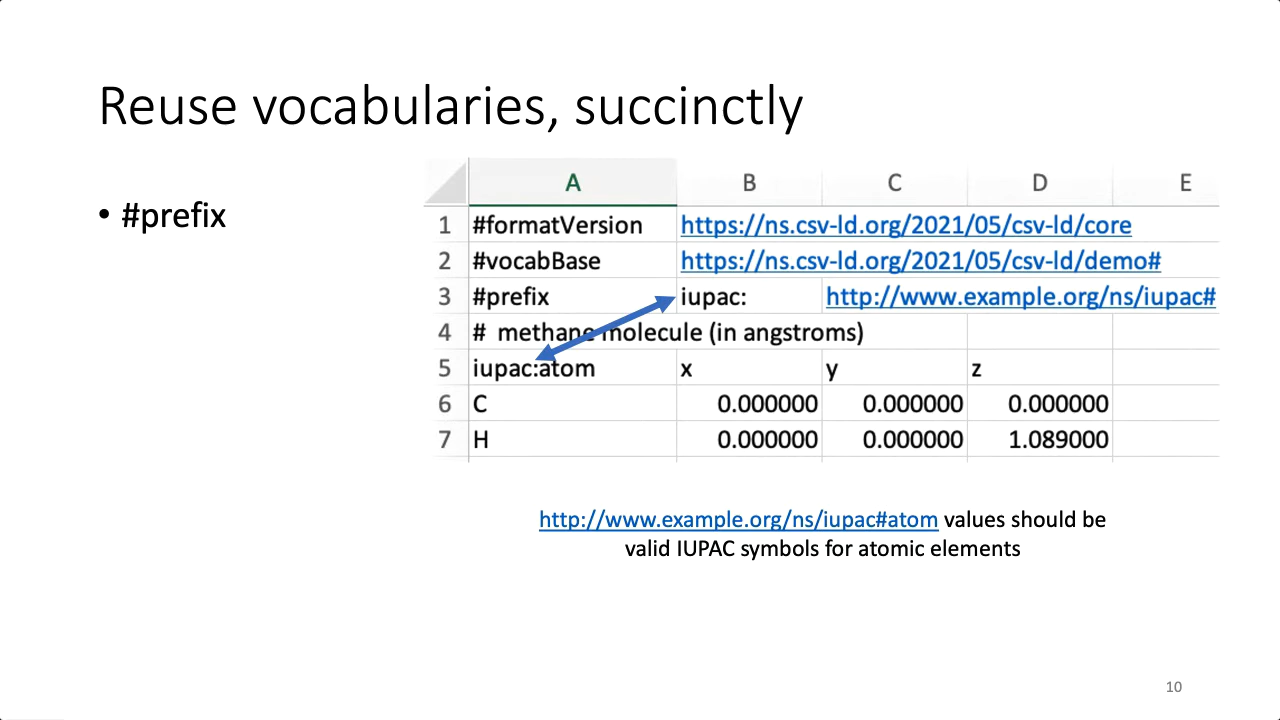 Reuse vocabularies, succinctly
• #prefix
A B C D E
1 #formatVersion https://ns.csv-ld.org/2021/05/csv-ld/core
2 #vocabBase https://ns.csv-ld.org/2021/05/csv-ld/demo#
3 #prefix iupac: http://www.example.org/ns/iupac#
4 # methane molecule (in angstroms)
5 iupac:atom x y z
6 C 0.000000 0.000000 0.000000
7 H 0.000000 0.000000 1.089000
http://www.example.org/ns/iupac#atom values should be
valid IUPAC symbols for atomic elements
10